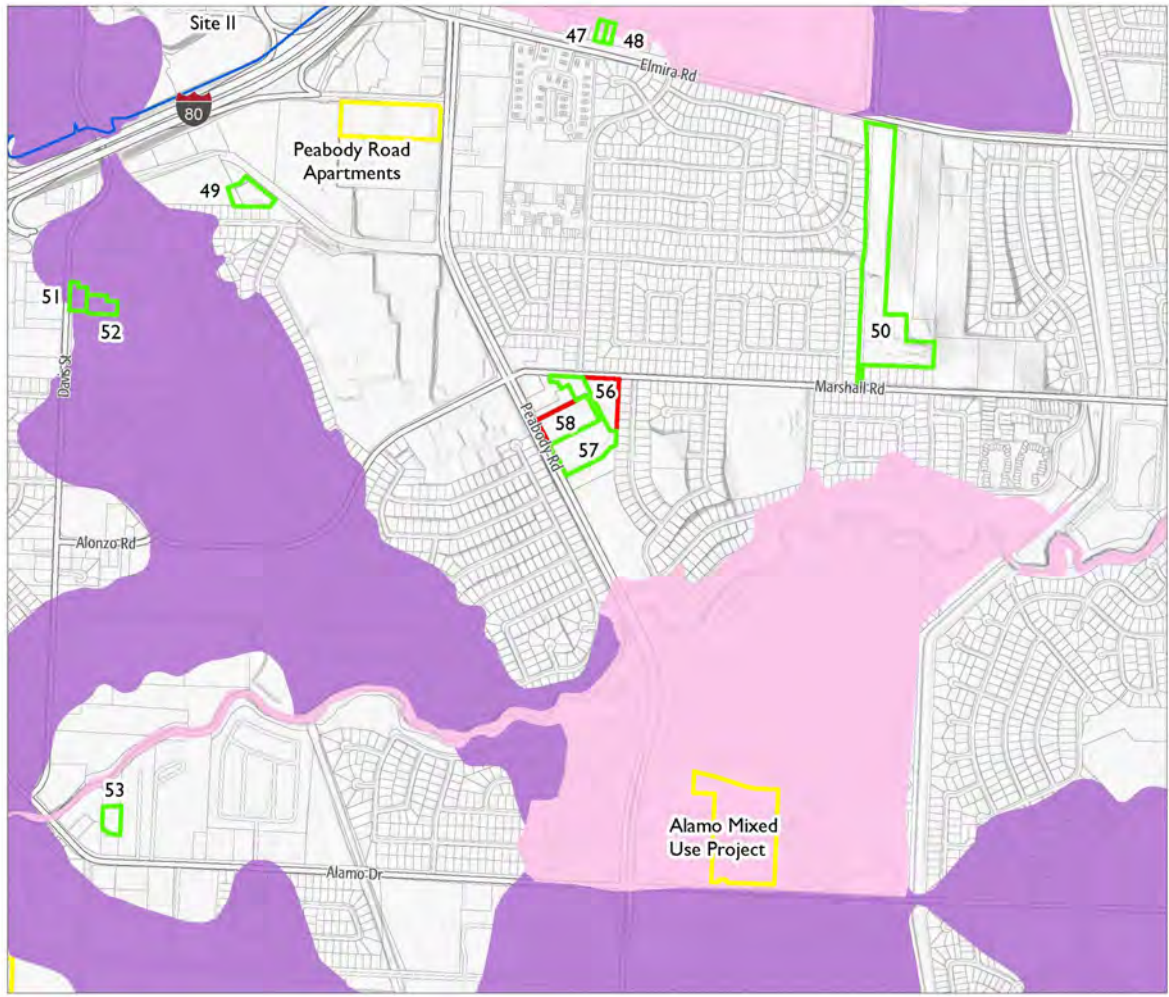 Site II
47
48
Elmira Rd
80
Peabody Road
Apartments
49
50
51
52
Davis St
Marshall Rd
56
58
57
Peabody Rd
Alonzo Rd
53
Alamo Mixed
Use Project
Alamo Dr